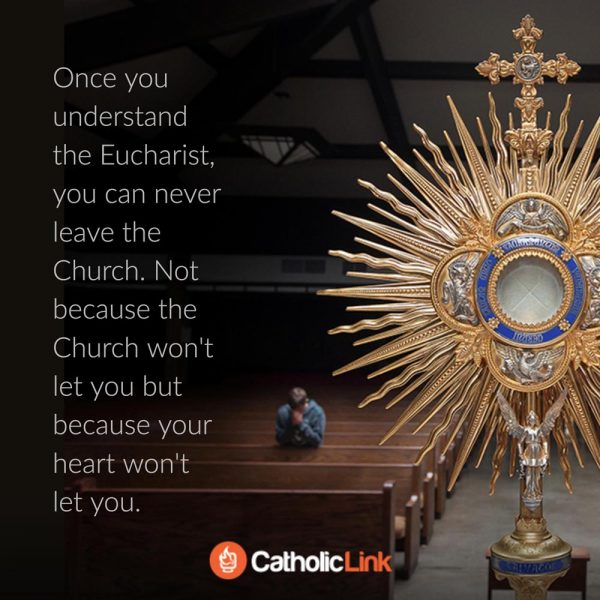 Once you
understand
the Eucharist,
you can never
leave the
Church. Not
because the
Church won't
let you but
because your
heart won't
let you.
CatholicLink